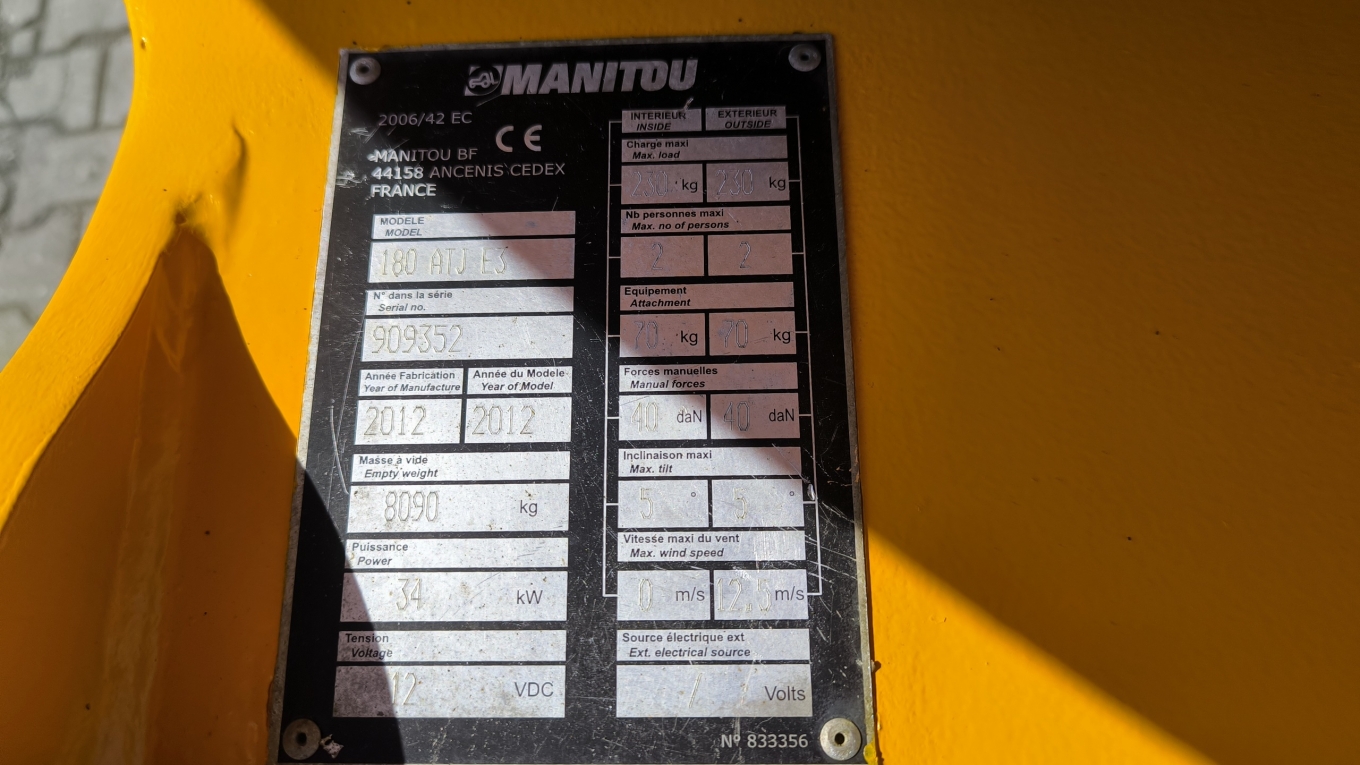 MANITOU
2006/42 EC
CE
MANITOU BF
44158 ANCENIS CEDEX
FRANCE
MODELE
MODEL
180 ATJ E3
N° dans la série
Serial no.
909352
Année Fabrication
Year of Manufacture
Année du Modele
Year of Model
2012
2012
Masse à vide
Empty weight
8090 kg
Puissance
Power
34 kW
Tension
Voltage
12 VDC
INTERIEUR
INSIDE
EXTERIEUR
OUTSIDE
Charge maxi
Max. load
230 kg
230 kg
Nb personnes maxi
Max. no of persons
2
2
Equipement
Attachment
70 kg
70 kg
Forces manuelles
Manual forces
40 daN
40 daN
Inclinaison maxi
Max. tilt
5 °
5 °
Vitesse maxi du vent
Max. wind speed
0 m/s
12.5 m/s
Source électrique ext
Ext. electrical source
/ / Volts
N° 833356